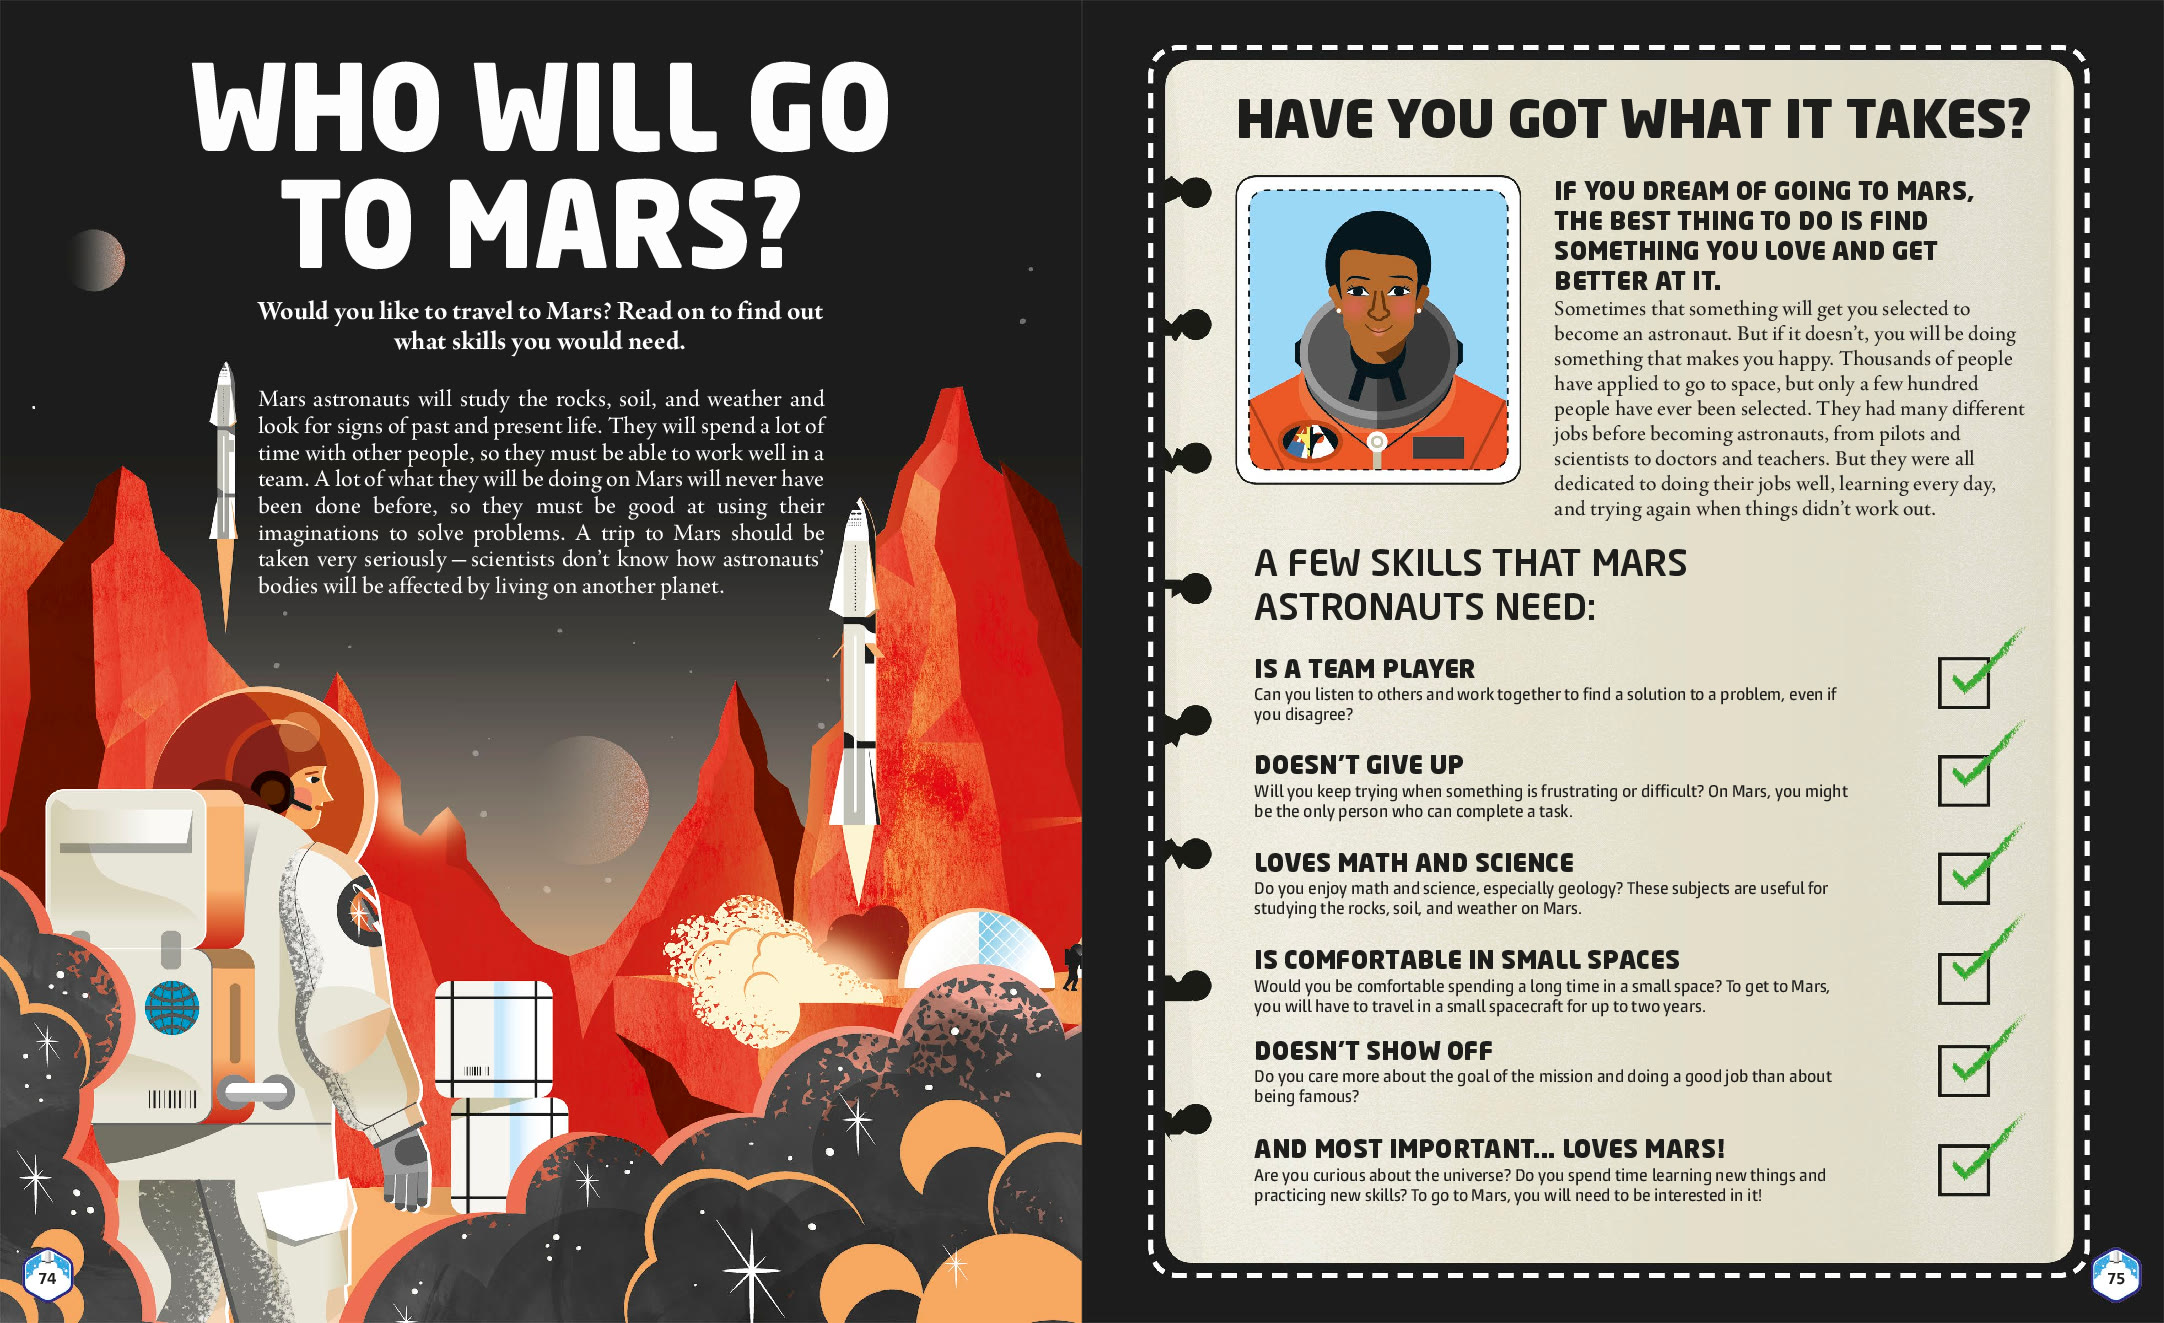 WHO WILL GO
TO MARS?
Would you like to travel to Mars? Read on to find out
what skills you would need.
Mars astronauts will study the rocks, soil, and weather and
look for signs of past and present life. They will spend a lot of
time with other people, so they must be able to work well in a
team. A lot of what they will be doing on Mars will never have
been done before, so they must be good at using their
imaginations to solve problems. A trip to Mars should be
taken very seriously – scientists don't know how astronauts'
bodies will be affected by living on another planet.
74
HAVE YOU GOT WHAT IT TAKES?
IF YOU DREAM OF GOING TO MARS,
THE BEST THING TO DO IS FIND
SOMETHING YOU LOVE AND GET
BETTER AT IT.
Sometimes that something will get you selected to
become an astronaut. But if it doesn't, you will be doing
something that makes you happy. Thousands of people
have applied to go to space, but only a few hundred
people have ever been selected. They had many different
jobs before becoming astronauts, from pilots and
scientists to doctors and teachers. But they were all
dedicated to doing their jobs well, learning every day,
and trying again when things didn't work out.
A FEW SKILLS THAT MARS
ASTRONAUTS NEED:
IS A TEAM PLAYER
Can you listen to others and work together to find a solution to a problem, even if
you disagree?
DOESN'T GIVE UP
Will you keep trying when something is frustrating or difficult? On Mars, you might
be the only person who can complete a task.
LOVES MATH AND SCIENCE
Do you enjoy math and science, especially geology? These subjects are useful for
studying the rocks, soil, and weather on Mars.
IS COMFORTABLE IN SMALL SPACES
Would you be comfortable spending a long time in a small space? To get to Mars,
you will have to travel in a small spacecraft for up to two years.
DOESN'T SHOW OFF
Do you care more about the goal of the mission and doing a good job than about
being famous?
AND MOST IMPORTANT... LOVES MARS!
Are you curious about the universe? Do you spend time learning new things and
practicing new skills? To go to Mars, you will need to be interested in it!
75